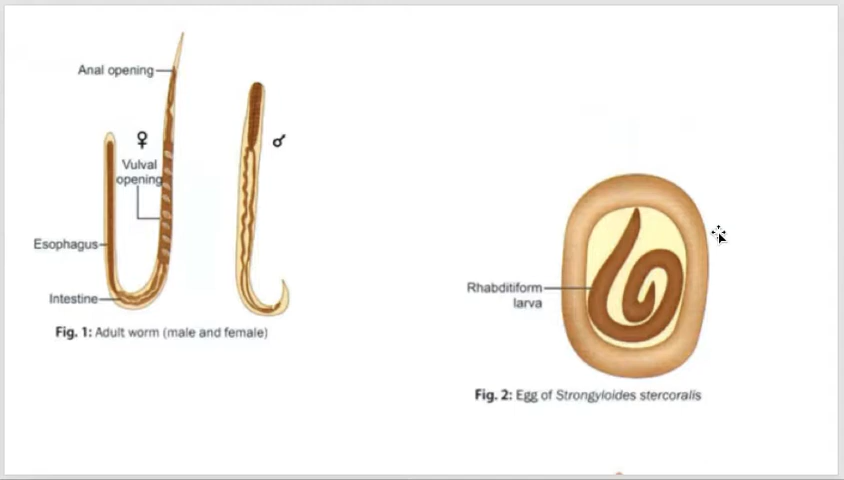 Anal opening
♀
♂
Vulval
opening
Esophagus
Intestine
Fig. 1: Adult worm (male and female)
Rhabditiform
larva
Fig. 2: Egg of Strongyloides stercoralis